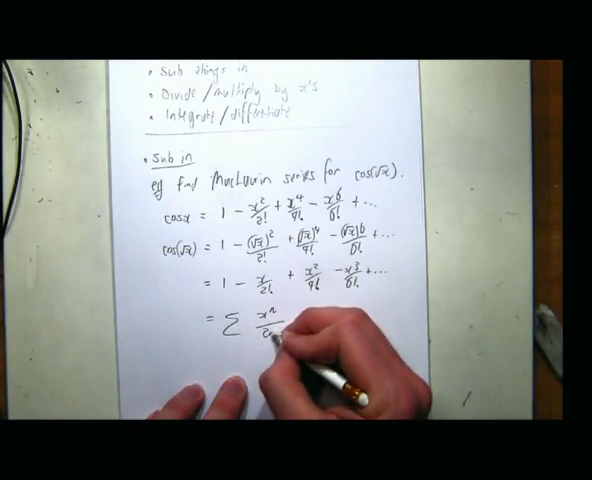 • Sub things in
• Divide/multiply by x's
• Integrate/differentiate
• Sub in
eg find Maclaurin series for cos(√x).
cosx = 1 - x²/2! + x⁴/4! - x⁶/6! + ...
cos(√x) = 1 - (√x)²/2! + (√x)⁴/4! - (√x)⁶/6! + ...
= 1 - x/2! + x²/4! - x³/6! + ...
= Σ xⁿ/2